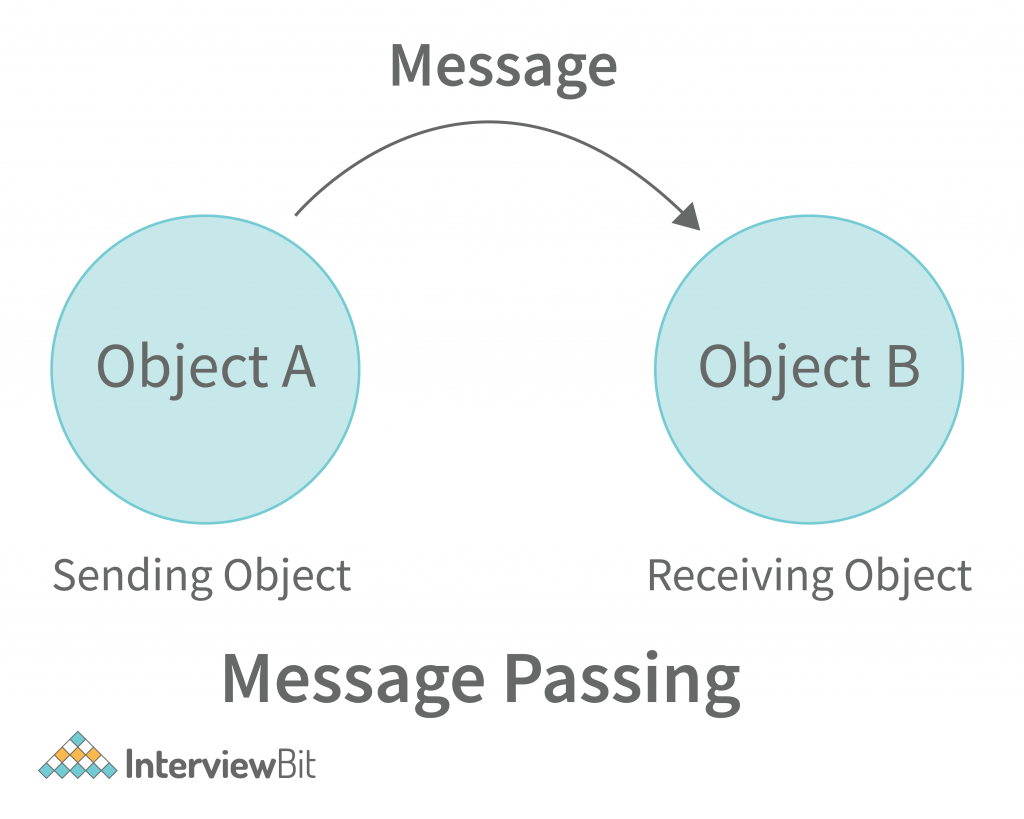 Message
Object A
Object B
Sending Object
Receiving Object
Message Passing
InterviewBit